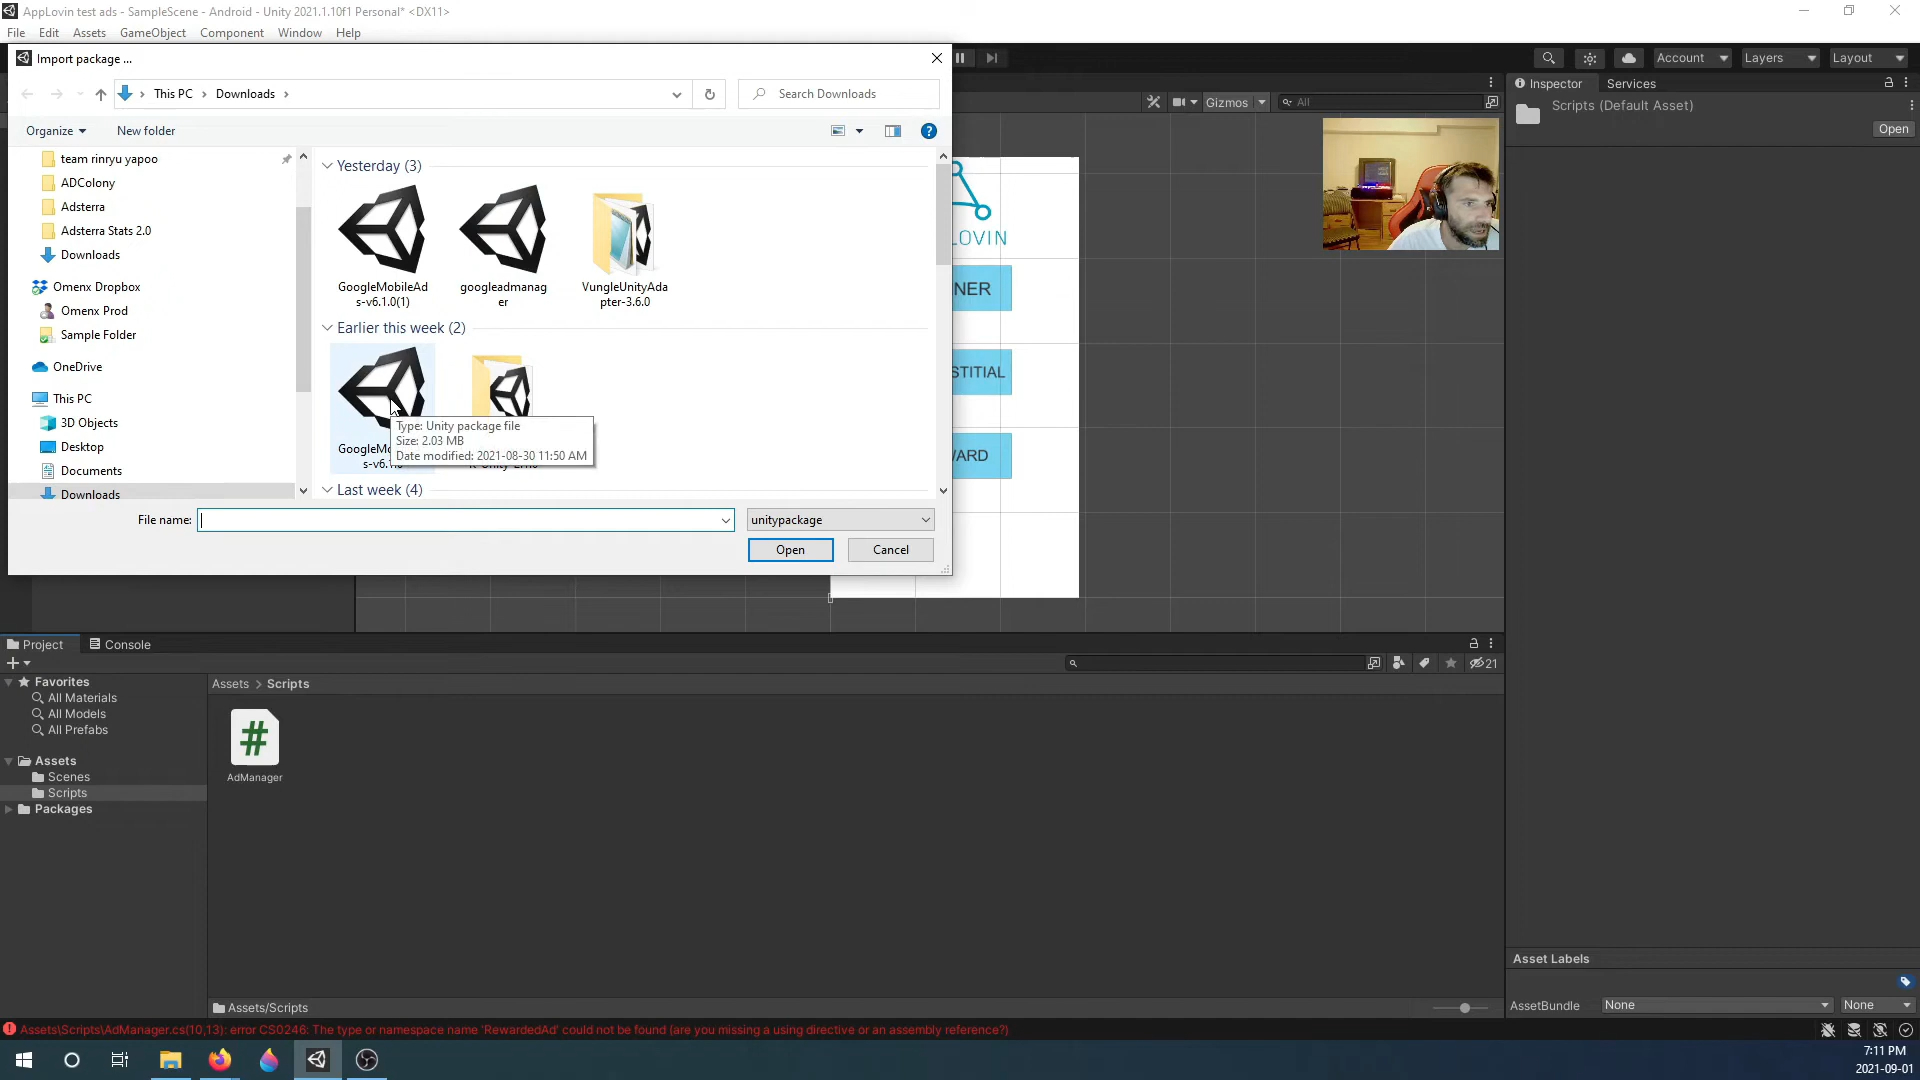 AppLovin test ads - SampleScene - Android - Unity 2021.1.10f1 Personal* <DX11>
File Edit Assets GameObject Component Window Help
Import package ...
Account Layers Layout
This PC > Downloads >
Search Downloads
Gizmos
All
Inspector Services
Scripts (Default Asset)
Open
Organize New folder
team rinryu yapoo
ADColony
Adsterra
Adsterra Stats 2.0
Downloads
Omenx Dropbox
Omenx Prod
Sample Folder
OneDrive
This PC
3D Objects
Desktop
Documents
Downloads
Yesterday (3)
GoogleMobileAd
s-v6.1.0(1)
googleadmanag
er
VungleUnityAda
pter-3.6.0
Earlier this week (2)
Type: Unity package file
Size: 2.03 MB
Date modified: 2021-08-30 11:50 AM
Last week (4)
File name:
unitypackage
Open Cancel
LOVIN
NER
STITIAL
ARD
Project Console
21
Favorites
All Materials
All Models
All Prefabs
Assets
Scenes
Scripts
Packages
Assets > Scripts
#
AdManager
Assets/Scripts
Asset Labels
AssetBundle None None
Assets\Scripts\AdManager.cs(10,13): error CS0246: The type or namespace name 'RewardedAd' could not be found (are you missing a using directive or an assembly reference?)
7:11 PM
2021-09-01